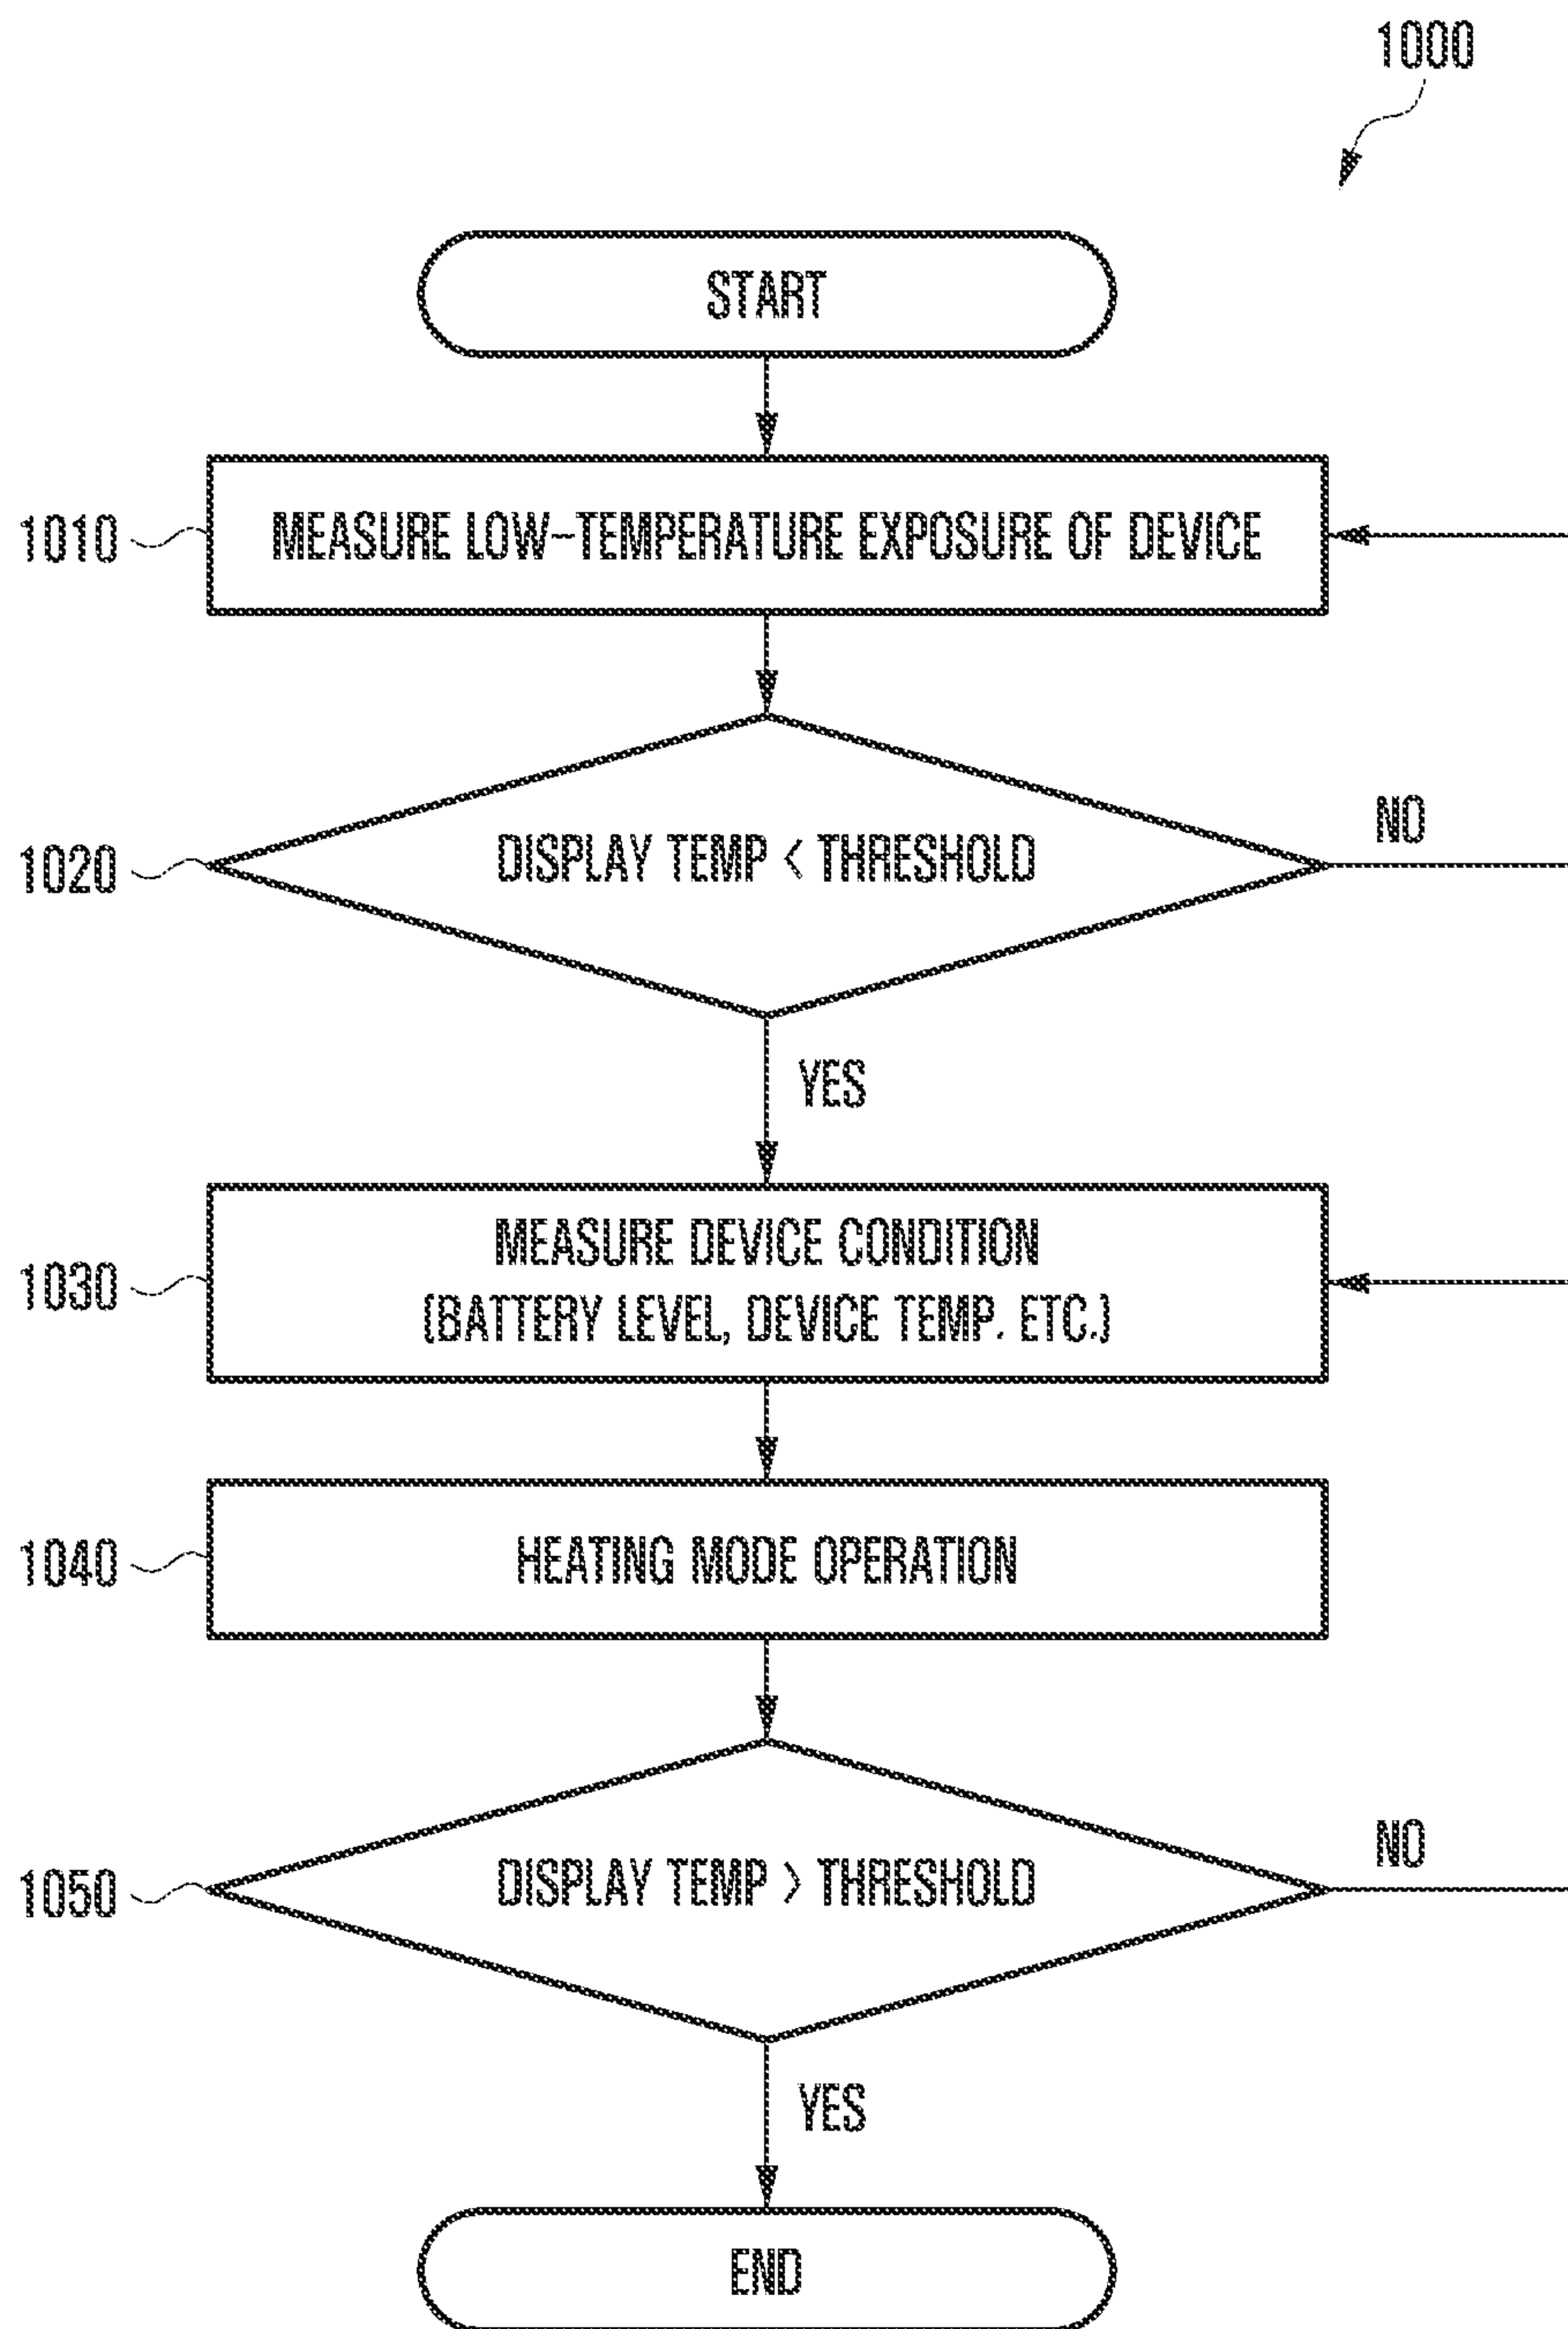 1000
START
1010
MEASURE LOW-TEMPERATURE EXPOSURE OF DEVICE
1020
DISPLAY TEMP < THRESHOLD
NO
YES
1030
MEASURE DEVICE CONDITION
(BATTERY LEVEL, DEVICE TEMP. ETC.)
1040
HEATING MODE OPERATION
1050
DISPLAY TEMP > THRESHOLD
NO
YES
END